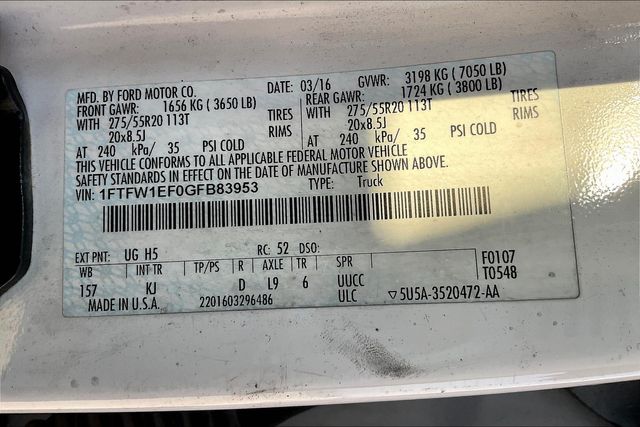 MFD. BY FORD MOTOR CO. DATE: 03/16 GVWR: 3198 KG ( 7050 LB)
FRONT GAWR: 1656 KG ( 3650 LB) REAR GAWR: 1724 KG ( 3800 LB)
WITH 275/55R20 113T TIRES WITH 275/55R20 113T TIRES
20x8.5J RIMS 20x8.5J RIMS
AT 240 kPa/ 35 PSI COLD AT 240 kPa/ 35 PSI COLD
THIS VEHICLE CONFORMS TO ALL APPLICABLE FEDERAL MOTOR VEHICLE
SAFETY STANDARDS IN EFFECT ON THE DATE OF MANUFACTURE SHOWN ABOVE.
VIN: 1FTFW1EF0GFB83953 TYPE: Truck
EXT PNT: UG H5 RC: 52 DSO:
WB INT TR TP/PS R AXLE TR SPR F0107
157 KJ D L9 6 UUCC T0548
MADE IN U.S.A. 2201603296486 ULC ▽5U5A-3520472-AA